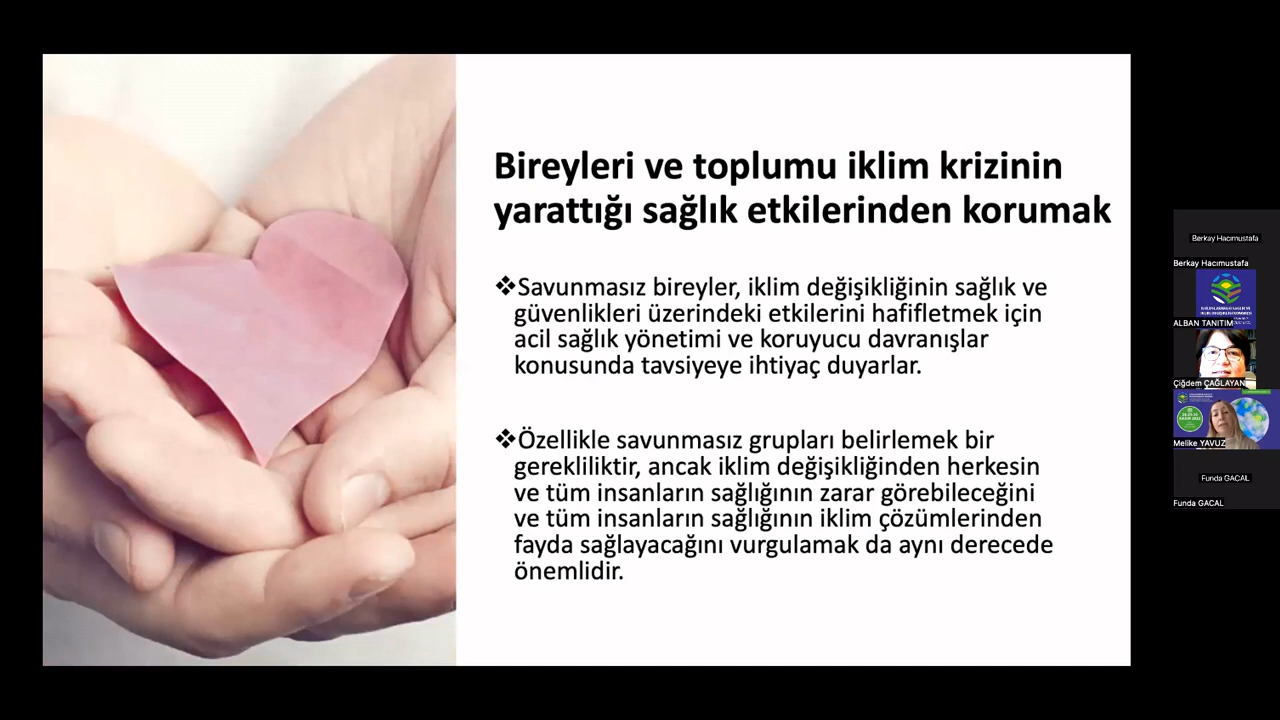 Bireyleri ve toplumu iklim krizinin
yarattığı sağlık etkilerinden korumak
❖Savunmasız bireyler, iklim değişikliğinin sağlık ve
güvenlikleri üzerindeki etkilerini hafifletmek için
acil sağlık yönetimi ve koruyucu davranışlar
konusunda tavsiyeye ihtiyaç duyarlar.
❖Özellikle savunmasız grupları belirlemek bir
gerekliliktir, ancak iklim değişikliğinden herkesin
ve tüm insanların sağlığının zarar görebileceğini
ve tüm insanların sağlığının iklim çözümlerinden
fayda sağlayacağını vurgulamak da aynı derecede
önemlidir.
Berkay Hacımustafa
Berkay Hacımustafa
ALBAN TANITIM
Çiğdem ÇAĞLAYAN
Melike YAVUZ
Funda GACAL
Funda GACAL